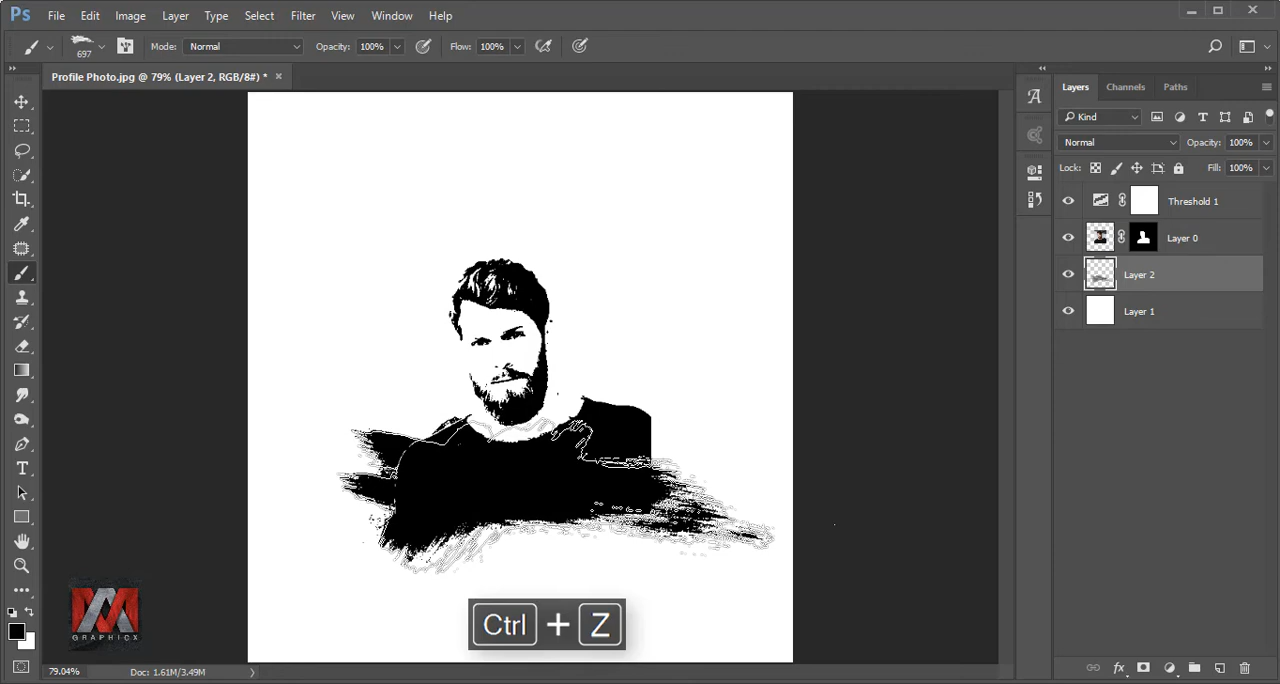 Ps File Edit Image Layer Type Select Filter 3D View Window Help
697 Mode: Normal Opacity: 100% Flow: 100%
Profile Photo.jpg @ 79% (Layer 2, RGB/8#) * ×
Layers Channels Paths
Kind
Normal Opacity: 100%
Lock: Fill: 100%
Threshold 1
Layer 0
Layer 2
Layer 1
Ctrl + Z
GRAPHICX
79.04% Doc: 1.61M/3.49M